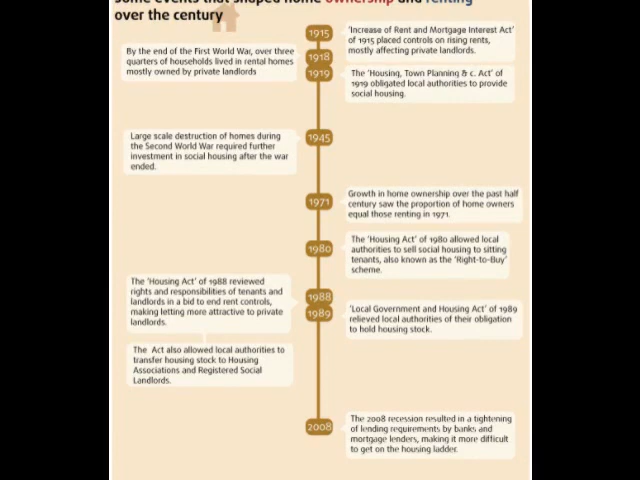 some events that shaped home ownership and renting
over the century
1915
'Increase of Rent and Mortgage Interest Act'
of 1915 placed controls on rising rents,
mostly affecting private landlords.
1918
By the end of the First World War, over three
quarters of households lived in rental homes
mostly owned by private landlords
1919
The 'Housing, Town Planning & c. Act' of
1919 obligated local authorities to provide
social housing.
1945
Large scale destruction of homes during
the Second World War required further
investment in social housing after the war
ended.
1971
Growth in home ownership over the past half
century saw the proportion of home owners
equal those renting in 1971.
1980
The 'Housing Act' of 1980 allowed local
authorities to sell social housing to sitting
tenants, also known as the 'Right-to-Buy'
scheme.
1988
The 'Housing Act' of 1988 reviewed
rights and responsibilities of tenants and
landlords in a bid to end rent controls,
making letting more attractive to private
landlords.
The Act also allowed local authorities to
transfer housing stock to Housing
Associations and Registered Social
Landlords.
1989
'Local Government and Housing Act' of 1989
relieved local authorities of their obligation
to hold housing stock.
2008
The 2008 recession resulted in a tightening
of lending requirements by banks and
mortgage lenders, making it more difficult
to get on the housing ladder.